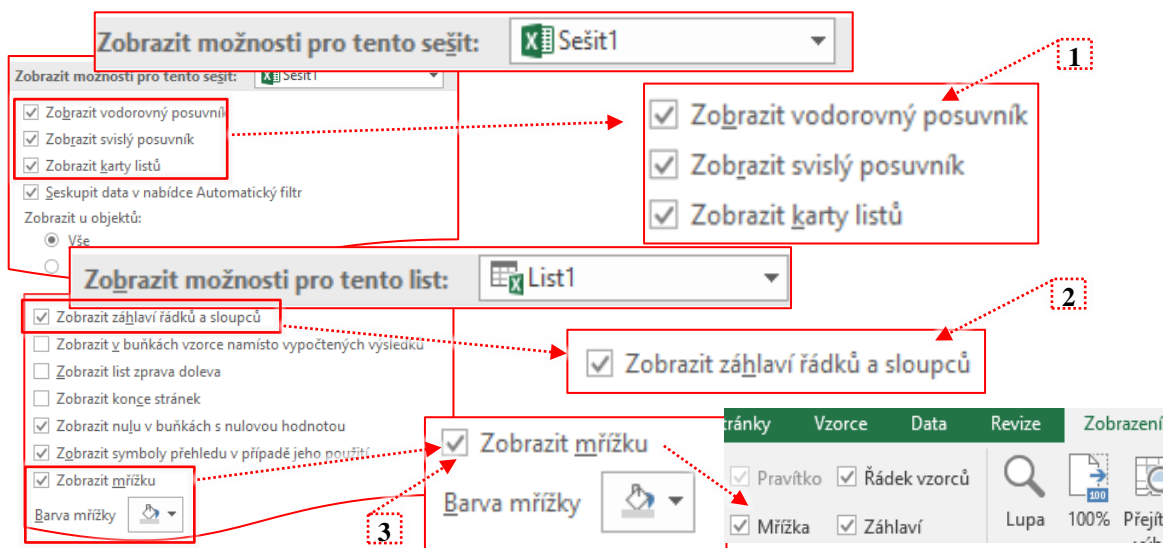 Zobrazit možnosti pro tento sešit: Sešit1
1
Zobrazit možnosti pro tento sešit: Sešit1
Zobrazit vodorovný posuvník
Zobrazit svislý posuvník
Zobrazit karty listů
Seskupit data v nabídce Automatický filtr
Zobrazit u objektů:
Vše
Zobrazit vodorovný posuvník
Zobrazit svislý posuvník
Zobrazit karty listů
Zobrazit možnosti pro tento list: List1
2
Zobrazit záhlaví řádků a sloupců
Zobrazit v buňkách vzorce namísto vypočtených výsledků
Zobrazit list zprava doleva
Zobrazit konce stránek
Zobrazit nulu v buňkách s nulovou hodnotou
Zobrazit symboly přehledu v případě jeho použití
Zobrazit mřížku
Barva mřížky
Zobrazit záhlaví řádků a sloupců
Zobrazit mřížku
Barva mřížky
3
tránky Vzorce Data Revize Zobrazení
Pravítko Řádek vzorců
Mřížka Záhlaví
Lupa 100% Přejít
100